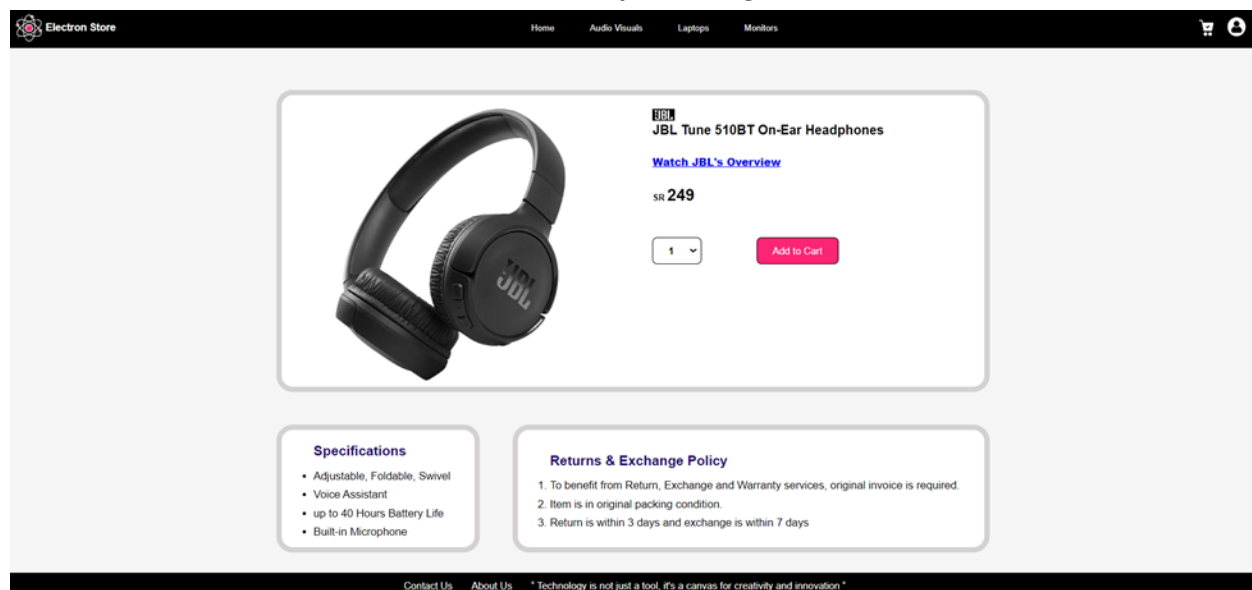 Electron Store
Home Audio Visuals Laptops Monitors
JBL
JBL Tune 510BT On-Ear Headphones
Watch JBL's Overview
SR 249
1
Add to Cart
JBL
Specifications
• Adjustable, Foldable, Swivel
• Voice Assistant
• up to 40 Hours Battery Life
• Built-in Microphone
Returns & Exchange Policy
1. To benefit from Return, Exchange and Warranty services, original invoice is required.
2. Item is in original packing condition.
3. Return is within 3 days and exchange is within 7 days
Contact Us About Us " Technology is not just a tool, it's a canvas for creativity and innovation "